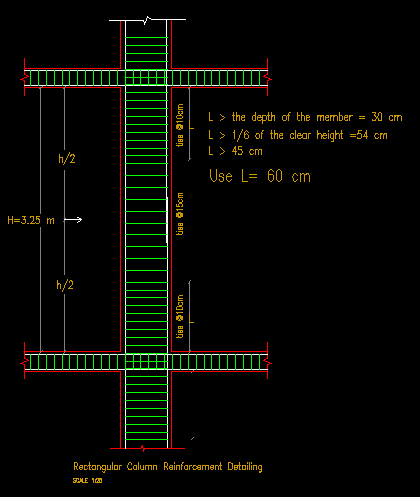 ties @10cm
L > the depth of the member = 30 cm
L > 1/6 of the clear height =54 cm
L > 45 cm
Use L= 60 cm
h/2
ties @15cm
H=3.25 m
h/2
ties @10cm
Rectangular Column Reinforcement Detailing
SCALE 1:20